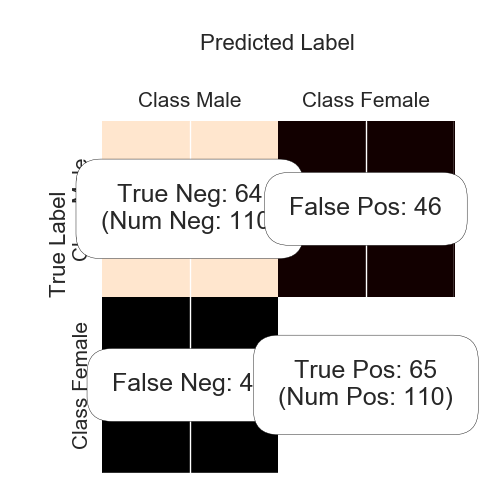 Predicted Label
Class Male Class Female
True Label
True Neg: 64
(Num Neg: 110
False Pos: 46
Class Female
False Neg: 4
True Pos: 65
(Num Pos: 110)